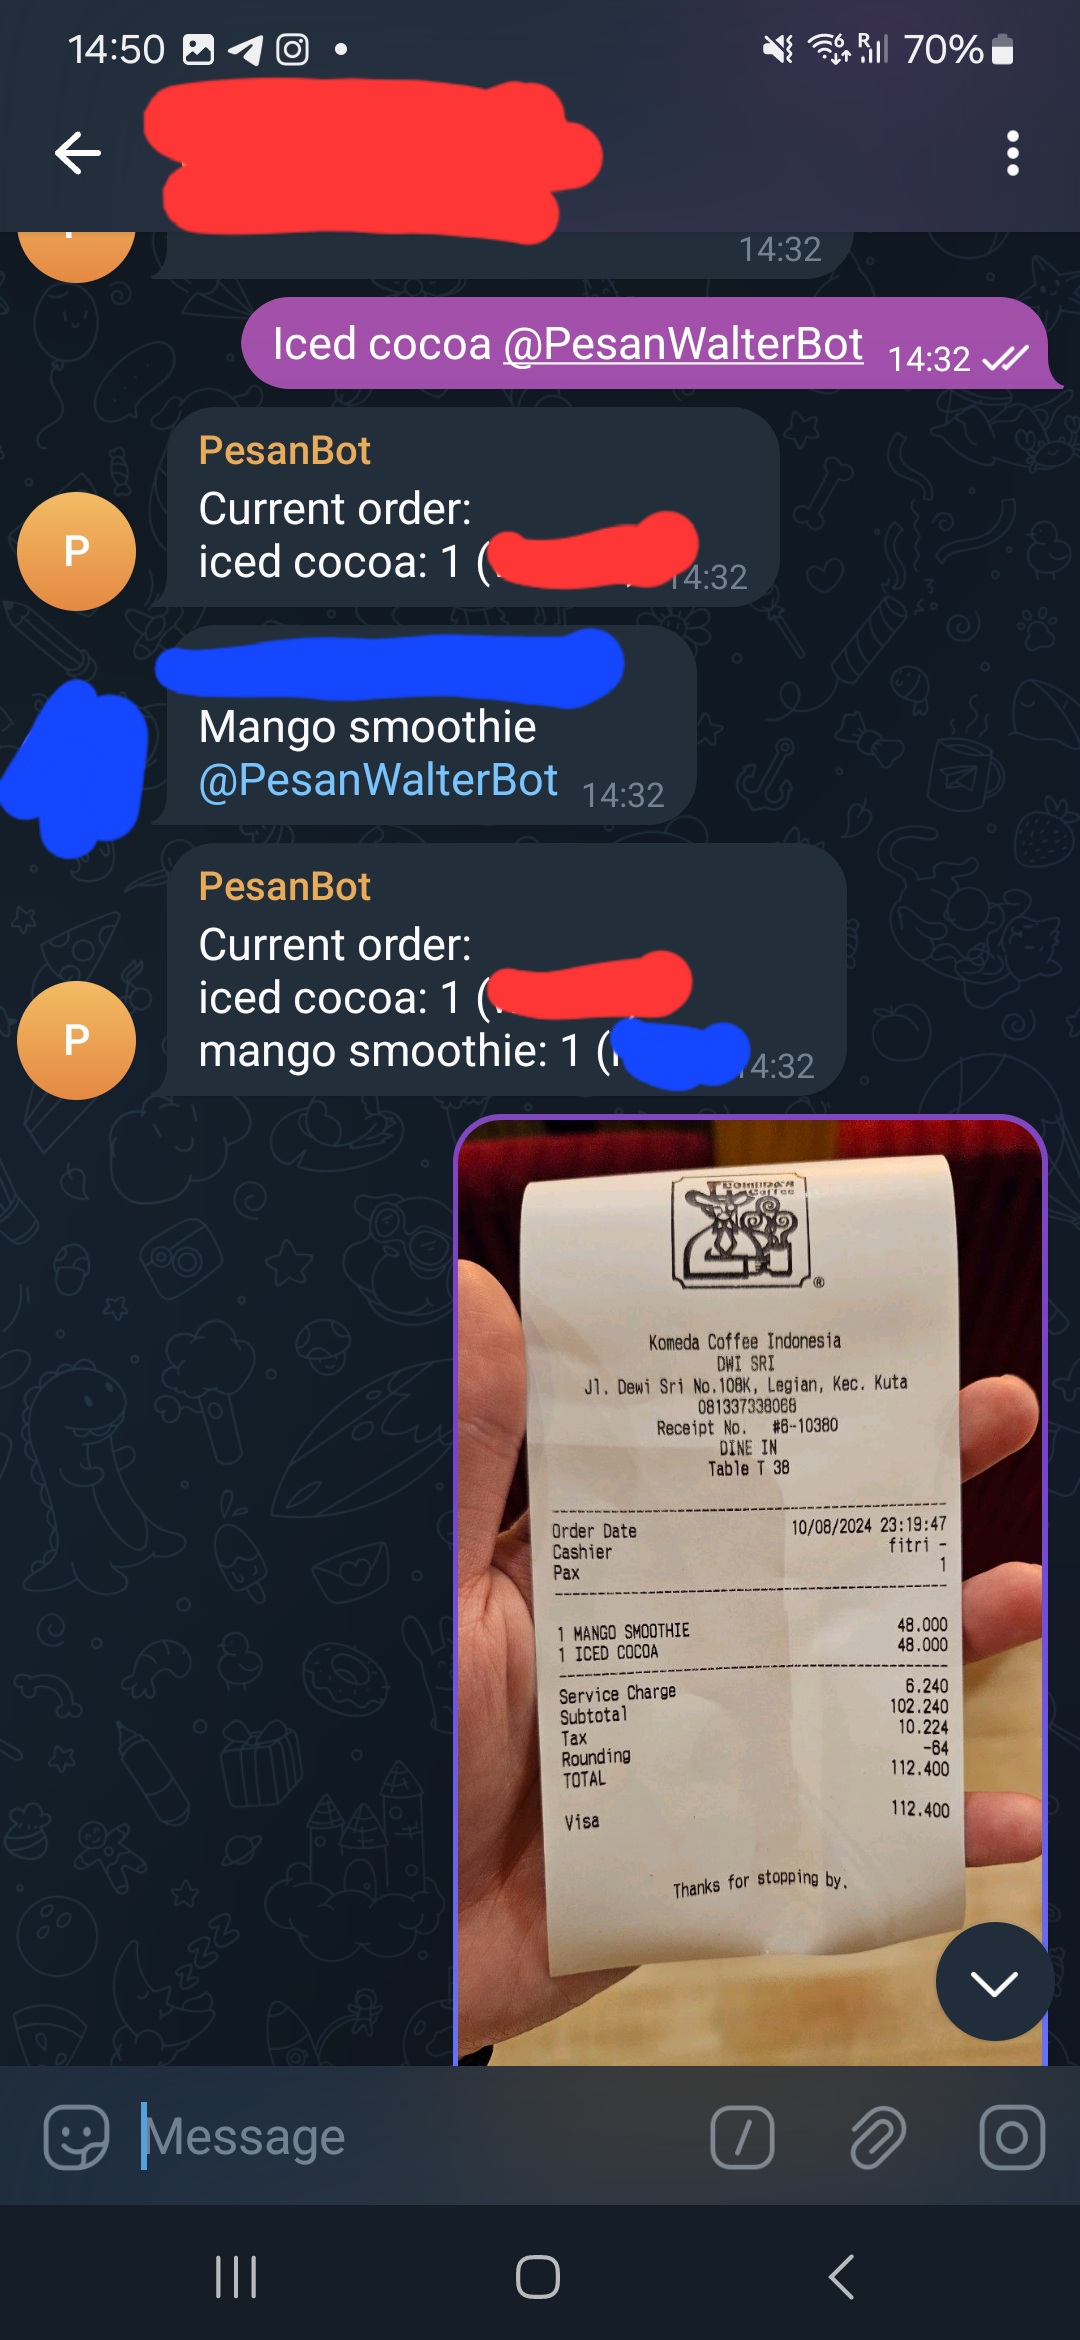 14:50
70%
14:32
Iced cocoa @PesanWalterBot 14:32
PesanBot
Current order:
P
iced cocoa: 1 (
14:32
Mango smoothie
@PesanWalterBot 14:32
PesanBot
Current order:
iced cocoa: 1 (
P
mango smoothie: 1 (
4:32
Komeda's
Coffee
®
Komeda Coffee Indonesia
DWI SRI
Jl. Dewi Sri No.108K, Legian, Kec. Kuta
081337338068
Receipt No. #6-10380
DINE IN
Table T 38
Order Date 10/08/2024 23:19:47
Cashier fitri -
Pax 1
1 MANGO SMOOTHIE 48.000
1 ICED COCOA 48.000
Service Charge 6.240
Subtotal 102.240
Tax 10.224
Rounding -64
TOTAL 112.400
Visa 112.400
Thanks for stopping by.
Message